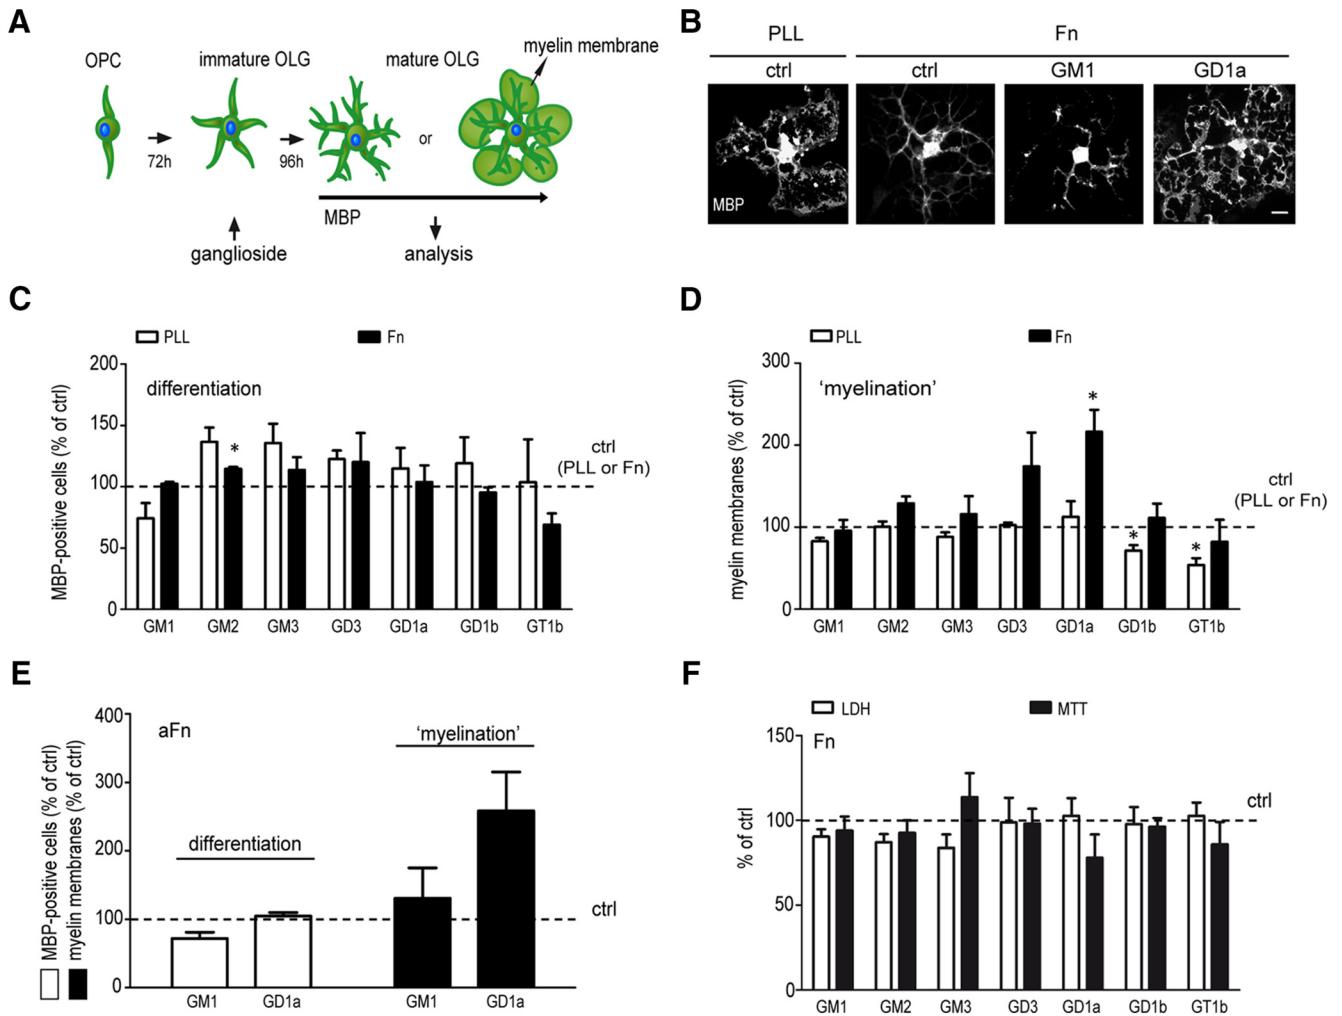 A
OPC
immature OLG
mature OLG
myelin membrane
72h
96h
or
MBP
ganglioside
analysis
B
PLL
Fn
ctrl
ctrl
GM1
GD1a
MBP
C
PLL
Fn
MBP-positive cells (% of ctrl)
200
150
100
50
0
differentiation
*
ctrl
(PLL or Fn)
GM1
GM2
GM3
GD3
GD1a
GD1b
GT1b
D
PLL
Fn
myelin membranes (% of ctrl)
300
200
100
0
'myelination'
*
*
*
ctrl
(PLL or Fn)
GM1
GM2
GM3
GD3
GD1a
GD1b
GT1b
E
MBP-positive cells (% of ctrl)
myelin membranes (% of ctrl)
400
300
200
100
0
aFn
differentiation
'myelination'
ctrl
GM1
GD1a
GM1
GD1a
F
LDH
MTT
% of ctrl
150
100
50
0
Fn
ctrl
GM1
GM2
GM3
GD3
GD1a
GD1b
GT1b